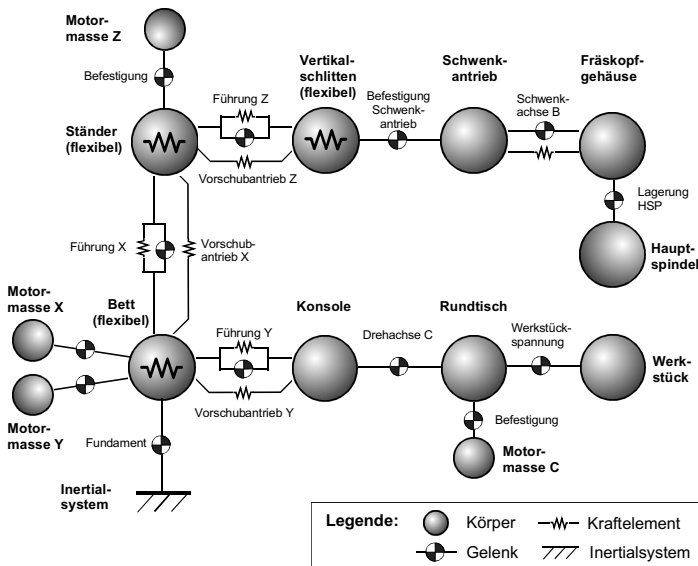 Motor-
masse Z
Befestigung
Ständer
(flexibel)
Führung Z
Vorschubantrieb Z
Vertikal-
schlitten
(flexibel)
Befestigung
Schwenk-
antrieb
Schwenk-
antrieb
Schwenk-
achse B
Fräskopf-
gehäuse
Lagerung
HSP
Haupt-
spindel
Führung X
Vorschub-
antrieb X
Motor-
masse X
Bett
(flexibel)
Motor-
masse Y
Führung Y
Vorschubantrieb Y
Konsole
Drehachse C
Rundtisch
Werkstück-
spannung
Werk-
stück
Befestigung
Motor-
masse C
Fundament
Inertial-
system
Legende:
Körper
Kraftelement
Gelenk
Inertialsystem